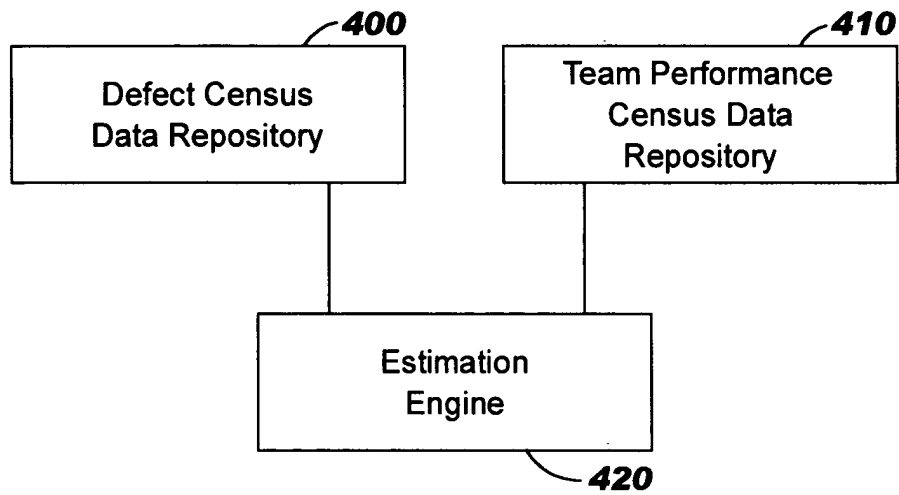 400
Defect Census
Data Repository
410
Team Performance
Census Data
Repository
Estimation
Engine
420